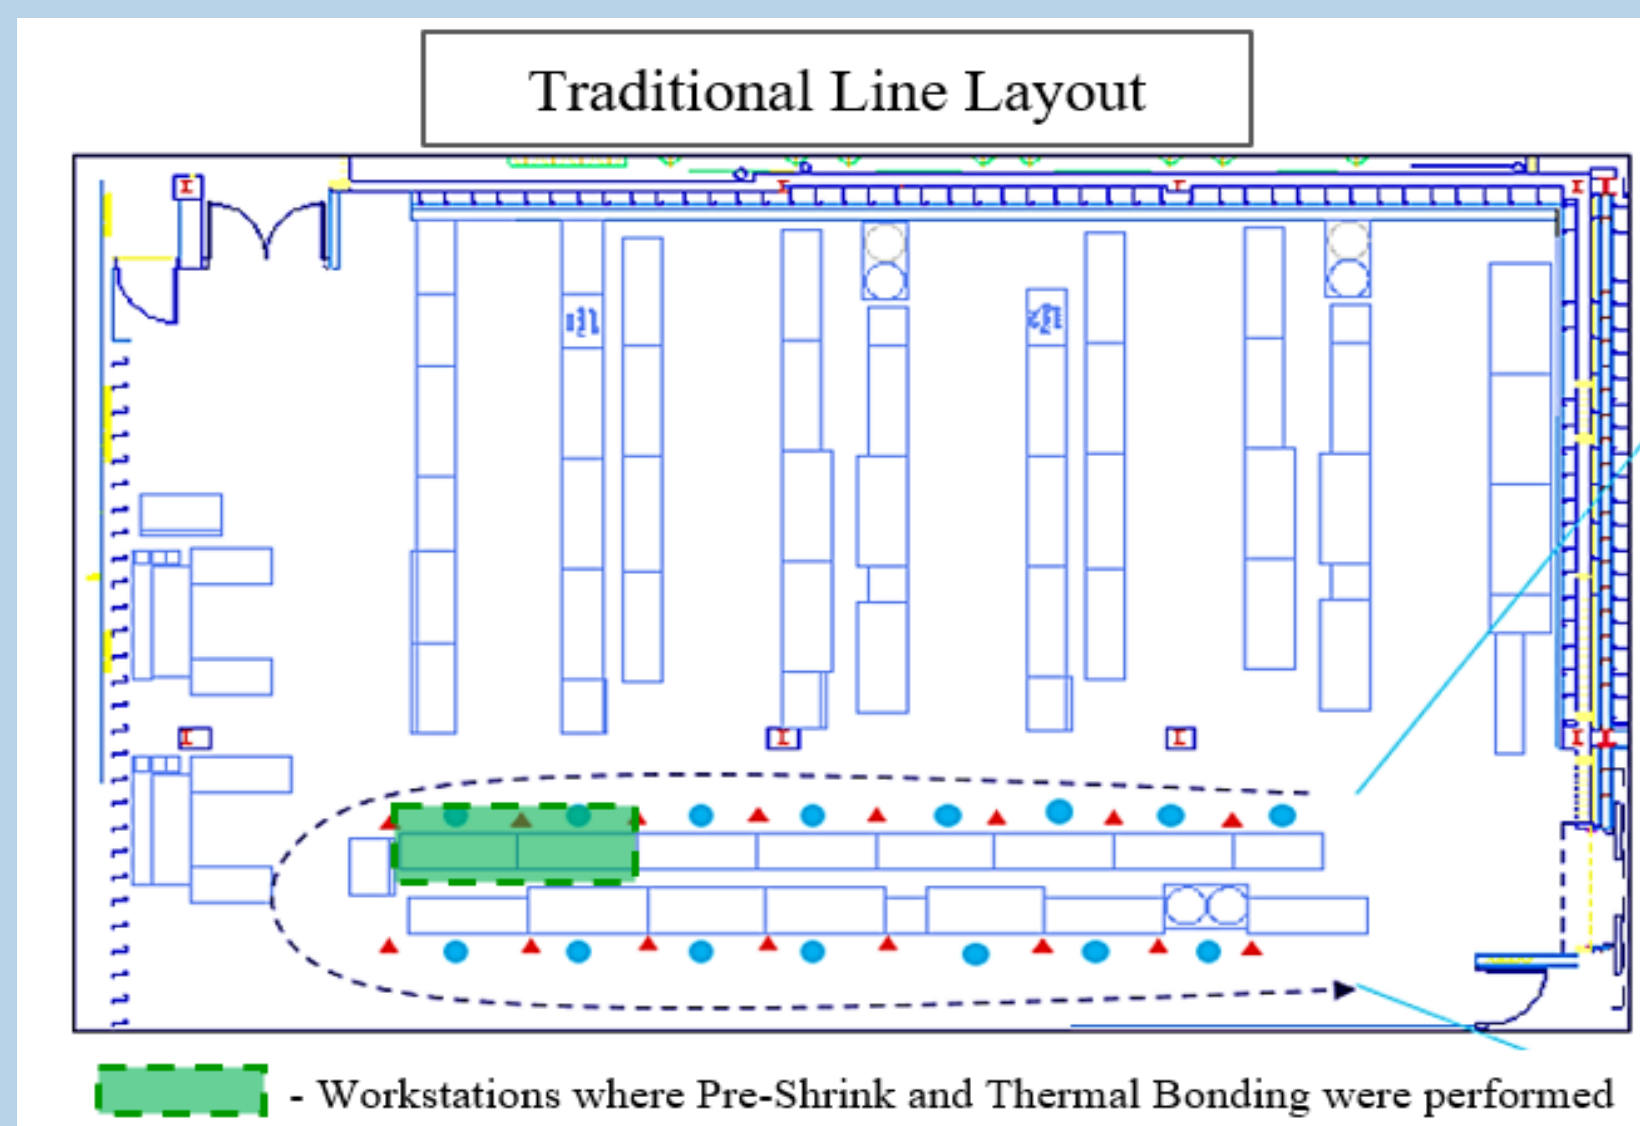 Traditional Line Layout
- Workstations where Pre-Shrink and Thermal Bonding were performed